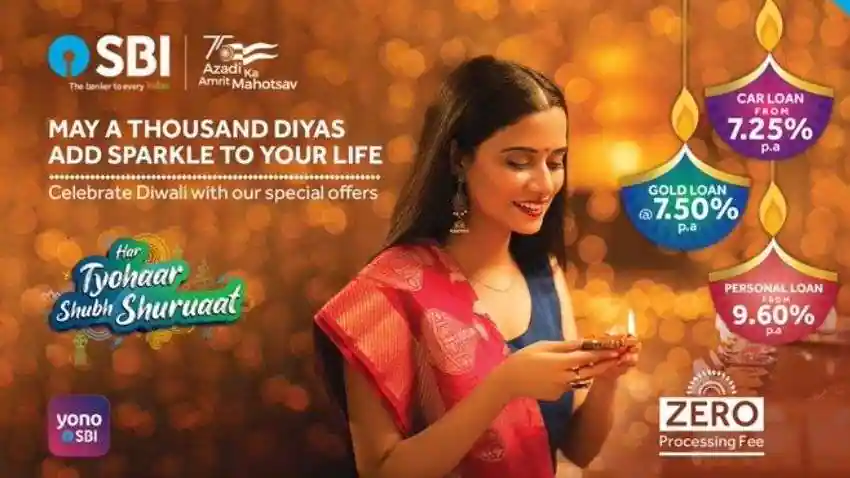 SBI
The banker to every Indian
75
Azadi
Ka
Amrit Mahotsav
MAY A THOUSAND DIYAS
ADD SPARKLE TO YOUR LIFE
Celebrate Diwali with our special offers
Har
Tyohaar
Shubh Shuruaat
yono
SBI
CAR LOAN
FROM
7.25%
p.a
GOLD LOAN
@ 7.50%
p.a
PERSONAL LOAN
FROM
9.60%
p.a
ZERO
Processing Fee